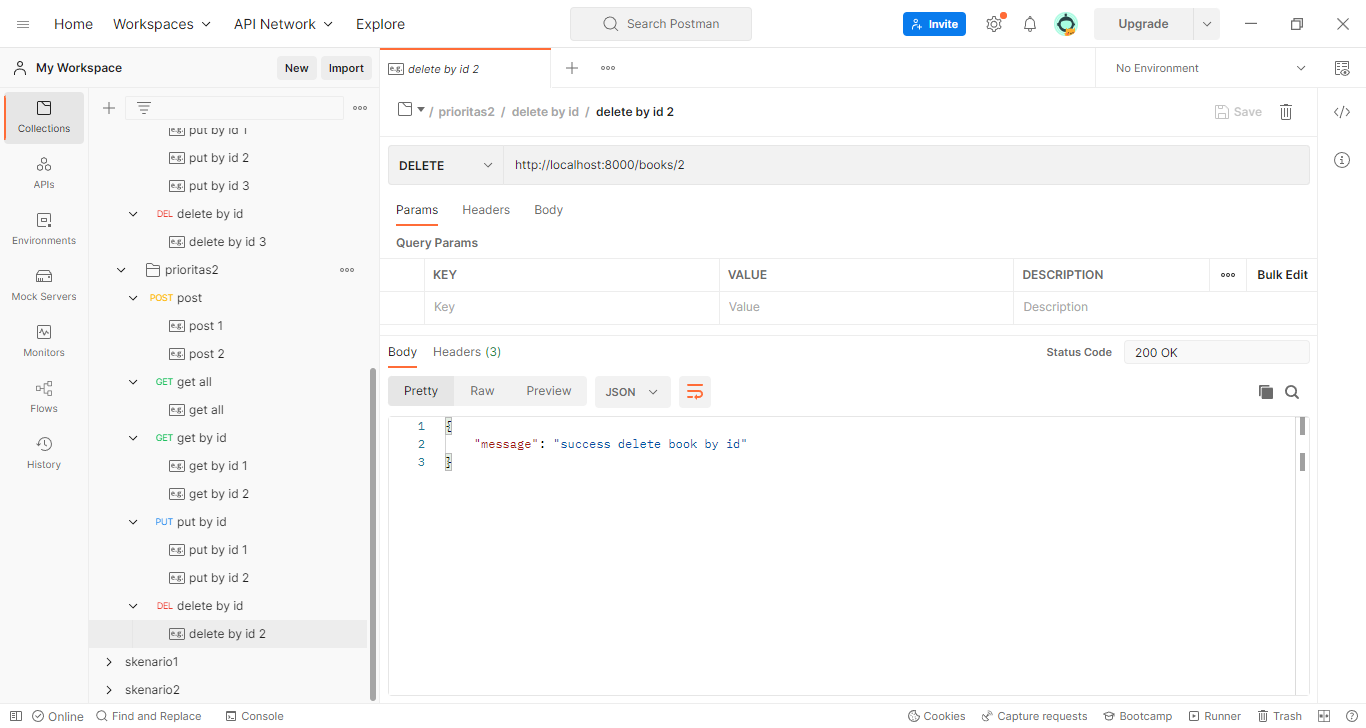 Home Workspaces API Network Explore Search Postman Invite Upgrade
My Workspace New Import
e.g. delete by id 2
No Environment
Collections
APIs
Environments
Mock Servers
Monitors
Flows
History
e.g. put by id 1
e.g. put by id 2
e.g. put by id 3
DEL delete by id
e.g. delete by id 3
prioritas2
POST post
e.g. post 1
e.g. post 2
GET get all
e.g. get all
GET get by id
e.g. get by id 1
e.g. get by id 2
PUT put by id
e.g. put by id 1
e.g. put by id 2
DEL delete by id
e.g. delete by id 2
skenario1
skenario2
/ prioritas2 / delete by id / delete by id 2 Save
DELETE http://localhost:8000/books/2
Params Headers Body
Query Params
KEY VALUE DESCRIPTION Bulk Edit
Key Value Description
Body Headers (3) Status Code 200 OK
Pretty Raw Preview JSON
1 {
2 "message": "success delete book by id"
3 }
Online Find and Replace Console Cookies Capture requests Bootcamp Runner Trash